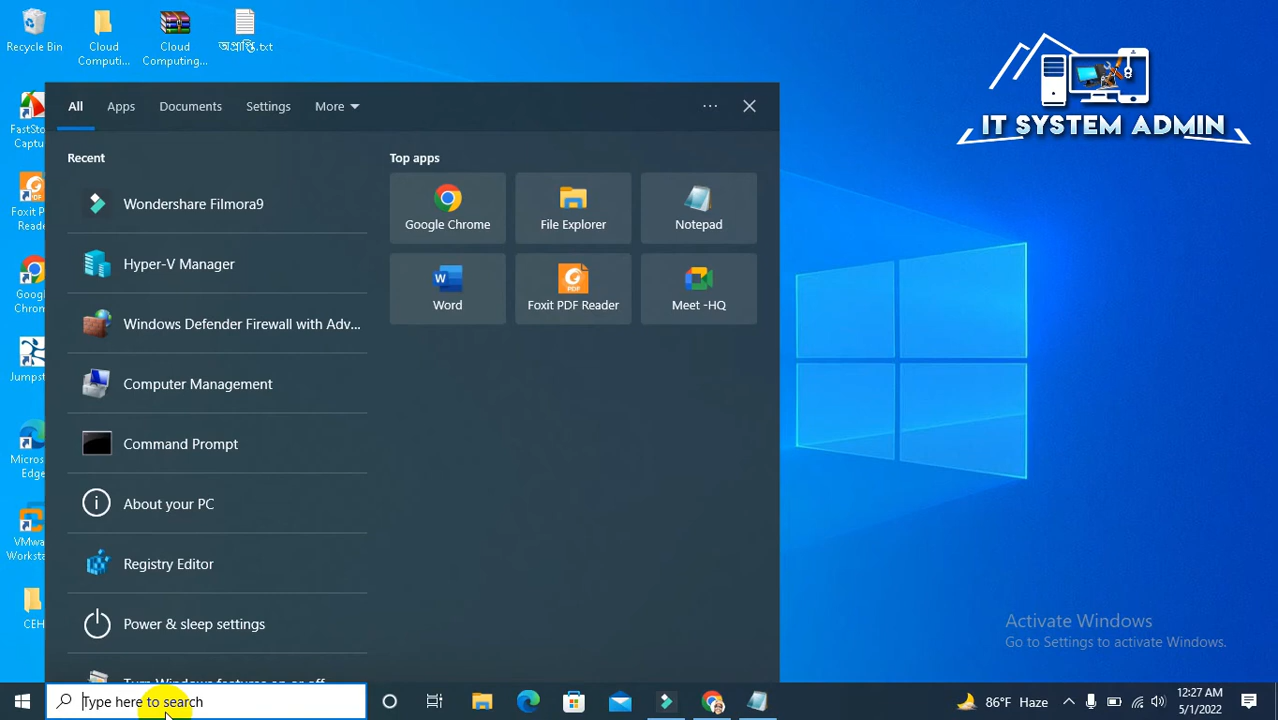 Recycle Bin
Cloud
Computi...
Cloud
Computing...
অপ্রাপ্তি.txt
FastSto
Captu
Foxit P
Reade
Goog
Chrom
Jumpst
Micros
Edge
VMwa
Worksta
CEH
IT SYSTEM ADMIN
All
Apps
Documents
Settings
More
Recent
Wondershare Filmora9
Hyper-V Manager
Windows Defender Firewall with Adv...
Computer Management
Command Prompt
About your PC
Registry Editor
Power & sleep settings
Turn Windows features on or off
Top apps
Google Chrome
File Explorer
Notepad
Word
Foxit PDF Reader
Meet -HQ
Activate Windows
Go to Settings to activate Windows.
Type here to search
86°F Haze
12:27 AM
5/1/2022